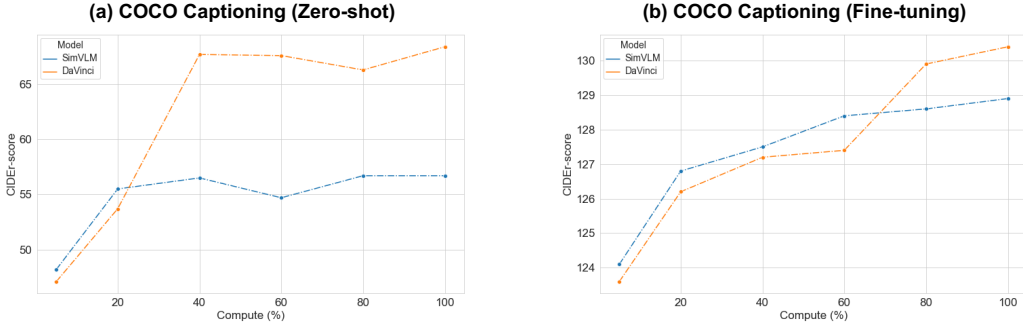 (a) COCO Captioning (Zero-shot)
Model
SimVLM
DaVinci
65
60
55
50
CIDEr-score
20 40 60 80 100
Compute (%)
(b) COCO Captioning (Fine-tuning)
Model
SimVLM
DaVinci
130
129
128
127
126
125
124
CIDEr-score
20 40 60 80 100
Compute (%)